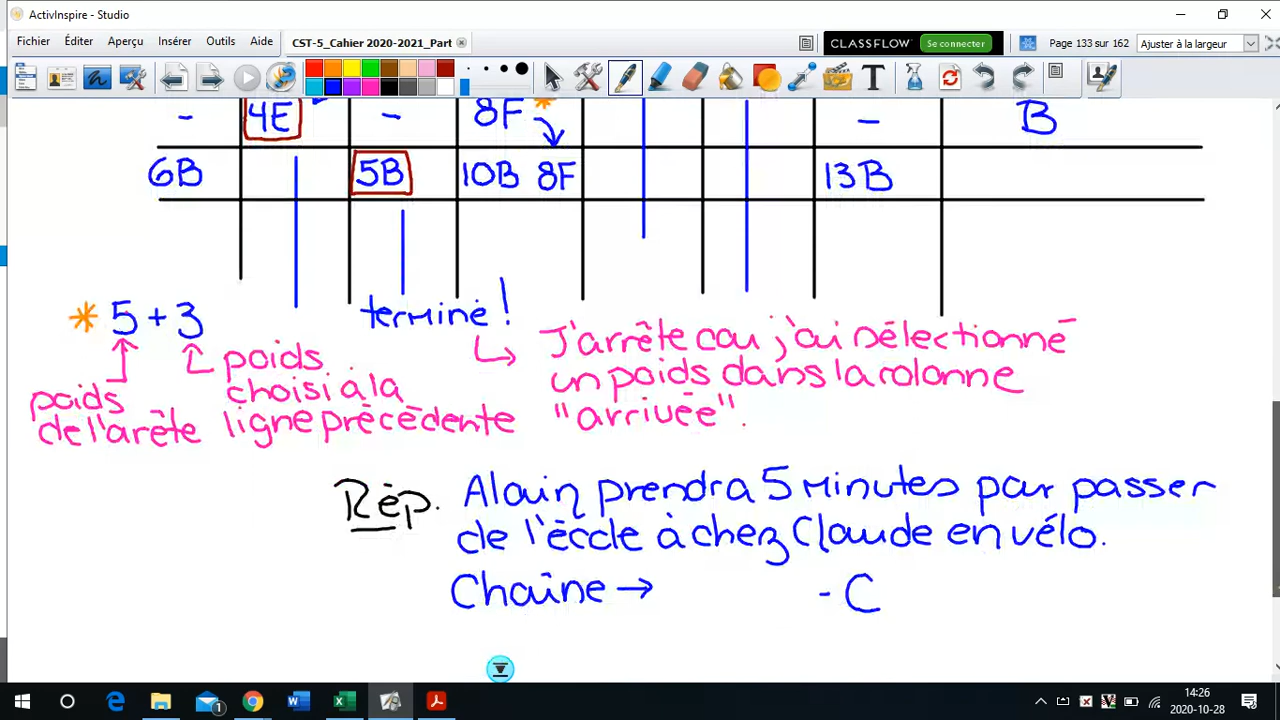 ActivInspire - Studio
Fichier Éditer Aperçu Insérer Outils Aide CST-5_Cahier 2020-2021_Part CLASSFLOW Se connecter Page 133 sur 162 Ajuster à la largeur
- 4E - 8F * - B
6B 5B 10B 8F 13B
* 5 + 3
terminé!
J'arrête car j'ai sélectionné
un poids dans la colonne
"arrivée".
poids
de l'arête
poids
choisi à la
ligne précédente
Rép. Alain prendra 5 minutes pour passer
de l'école à chez Claude en vélo.
Chaîne → - C
1
14:26
2020-10-28